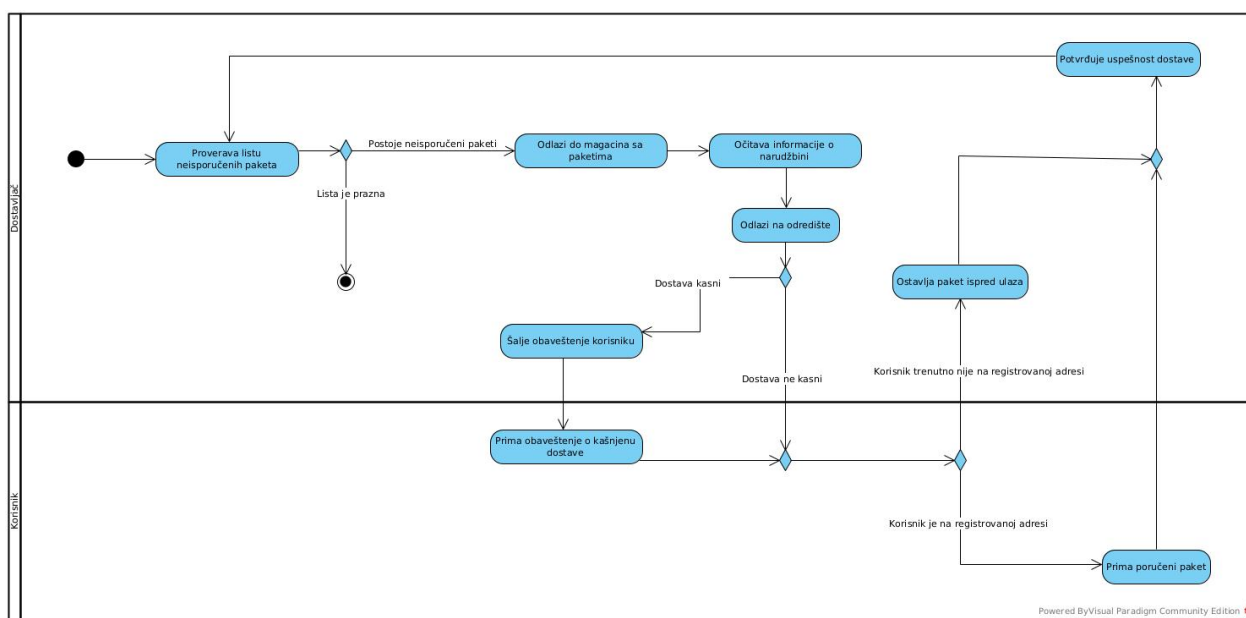 Dostavljač
Potvrđuje uspešnost dostave
Proverava listu
neisporučenih paketa
Postoje neisporučeni paketi
Lista je prazna
Odlazi do magacina sa
paketima
Očitava informacije o
narudžbini
Odlazi na odredište
Dostava kasni
Šalje obaveštenje korisniku
Dostava ne kasni
Ostavlja paket ispred ulaza
Korisnik trenutno nije na registrovanoj adresi
Korisnik
Prima obaveštenje o kašnjenu
dostave
Korisnik je na registrovanoj adresi
Prima poručeni paket
Powered ByVisual Paradigm Community Edition